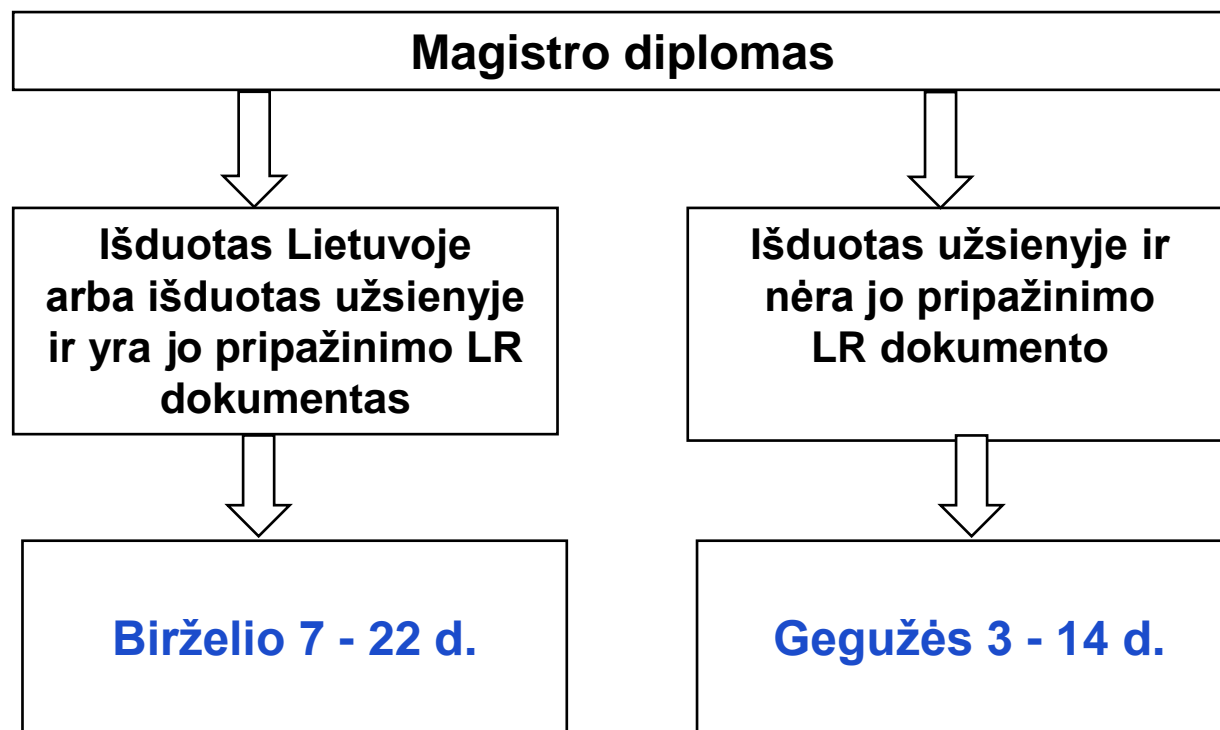 Magistro diplomas
Išduotas Lietuvoje
arba išduotas užsienyje
ir yra jo pripažinimo LR
dokumentas
Išduotas užsienyje ir
nėra jo pripažinimo
LR dokumento
Birželio 7 - 22 d.
Gegužės 3 - 14 d.